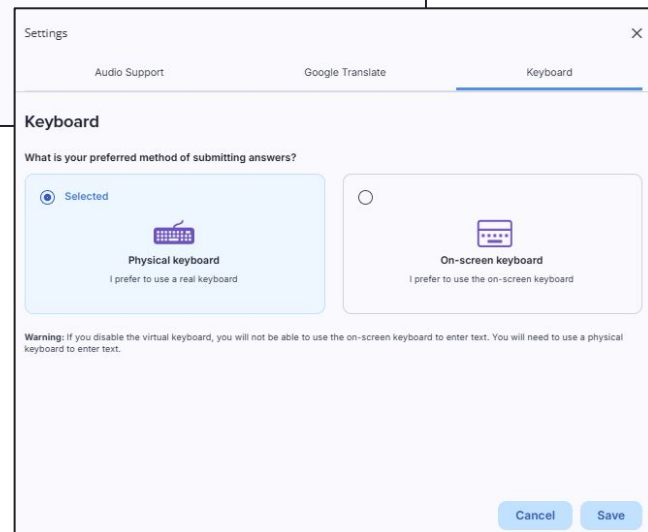 Settings
Audio Support
Google Translate
Keyboard
Keyboard
What is your preferred method of submitting answers?
Selected
Physical keyboard
I prefer to use a real keyboard
On-screen keyboard
I prefer to use the on-screen keyboard
Warning: If you disable the virtual keyboard, you will not be able to use the on-screen keyboard to enter text. You will need to use a physical
keyboard to enter text.
Cancel
Save